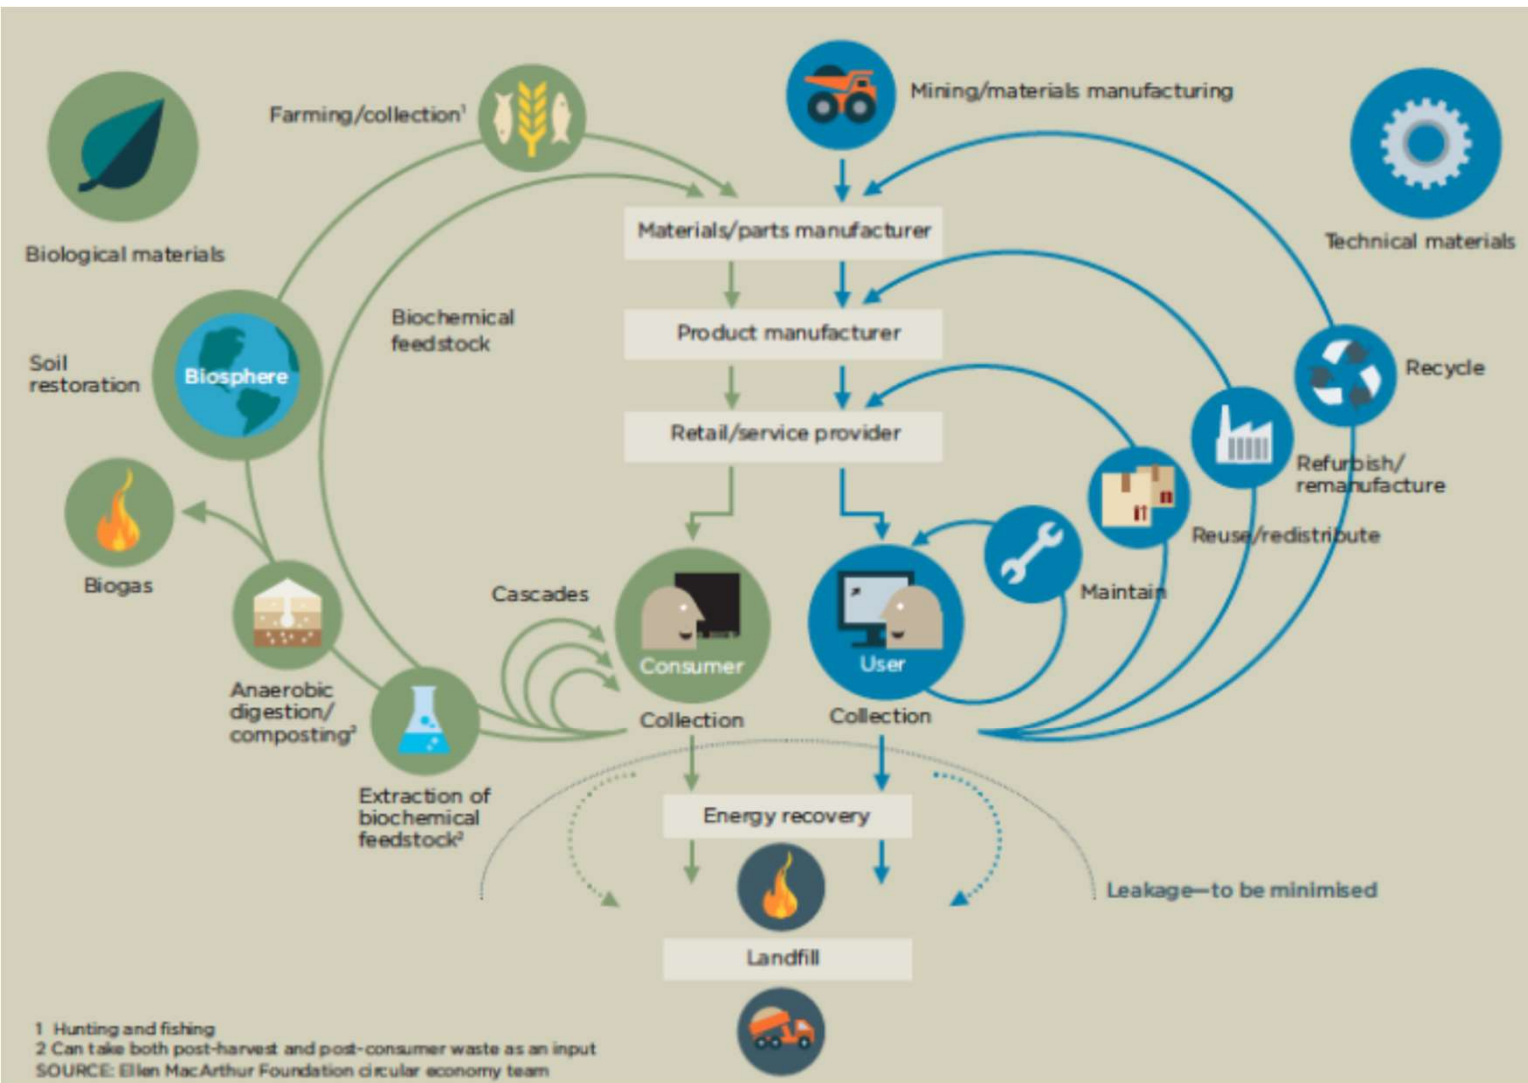 Farming/collection¹
Mining/materials manufacturing
Biological materials
Technical materials
Materials/parts manufacturer
Biochemical
feedstock
Product manufacturer
Soil
restoration
Biosphere
Recycle
Retail/service provider
Refurbish/
remanufacture
Reuse/redistribute
Biogas
Cascades
Maintain
Consumer
User
Anaerobic
digestion/
composting²
Collection
Collection
Extraction of
biochemical
feedstock²
Energy recovery
Leakage—to be minimised
Landfill
1 Hunting and fishing
2 Can take both post-harvest and post-consumer waste as an input
SOURCE: Ellen MacArthur Foundation circular economy team